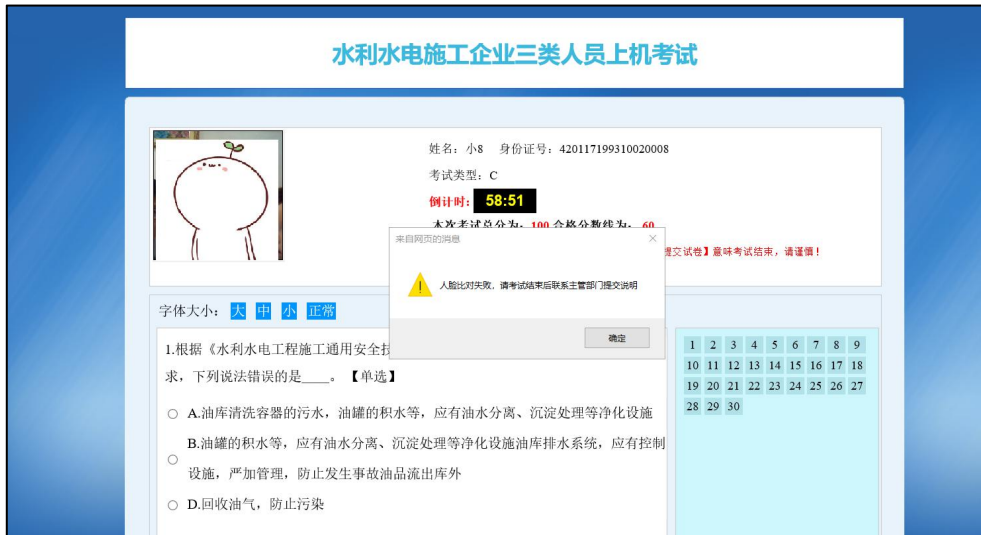 水利水电施工企业三类人员上机考试
姓名：小8 身份证号：420117199310020008
考试类型：C
倒计时： 58:51
本次考试总分为：100 合格分数线为：60
来自网页的消息
提交试卷】意味考试结束，请谨慎！
人脸比对失败，请考试结束后联系主管部门提交说明
确定
字体大小： 大 中 小 正常
1.根据《水利水电工程施工通用安全技
求，下列说法错误的是____。【单选】
A.油库清洗容器的污水，油罐的积水等，应有油水分离、沉淀处理等净化设施
B.油罐的积水等，应有油水分离、沉淀处理等净化设施油库排水系统，应有控制
设施，严加管理，防止发生事故油品流出库外
D.回收油气，防止污染
1 2 3 4 5 6 7 8 9
10 11 12 13 14 15 16 17 18
19 20 21 22 23 24 25 26 27
28 29 30